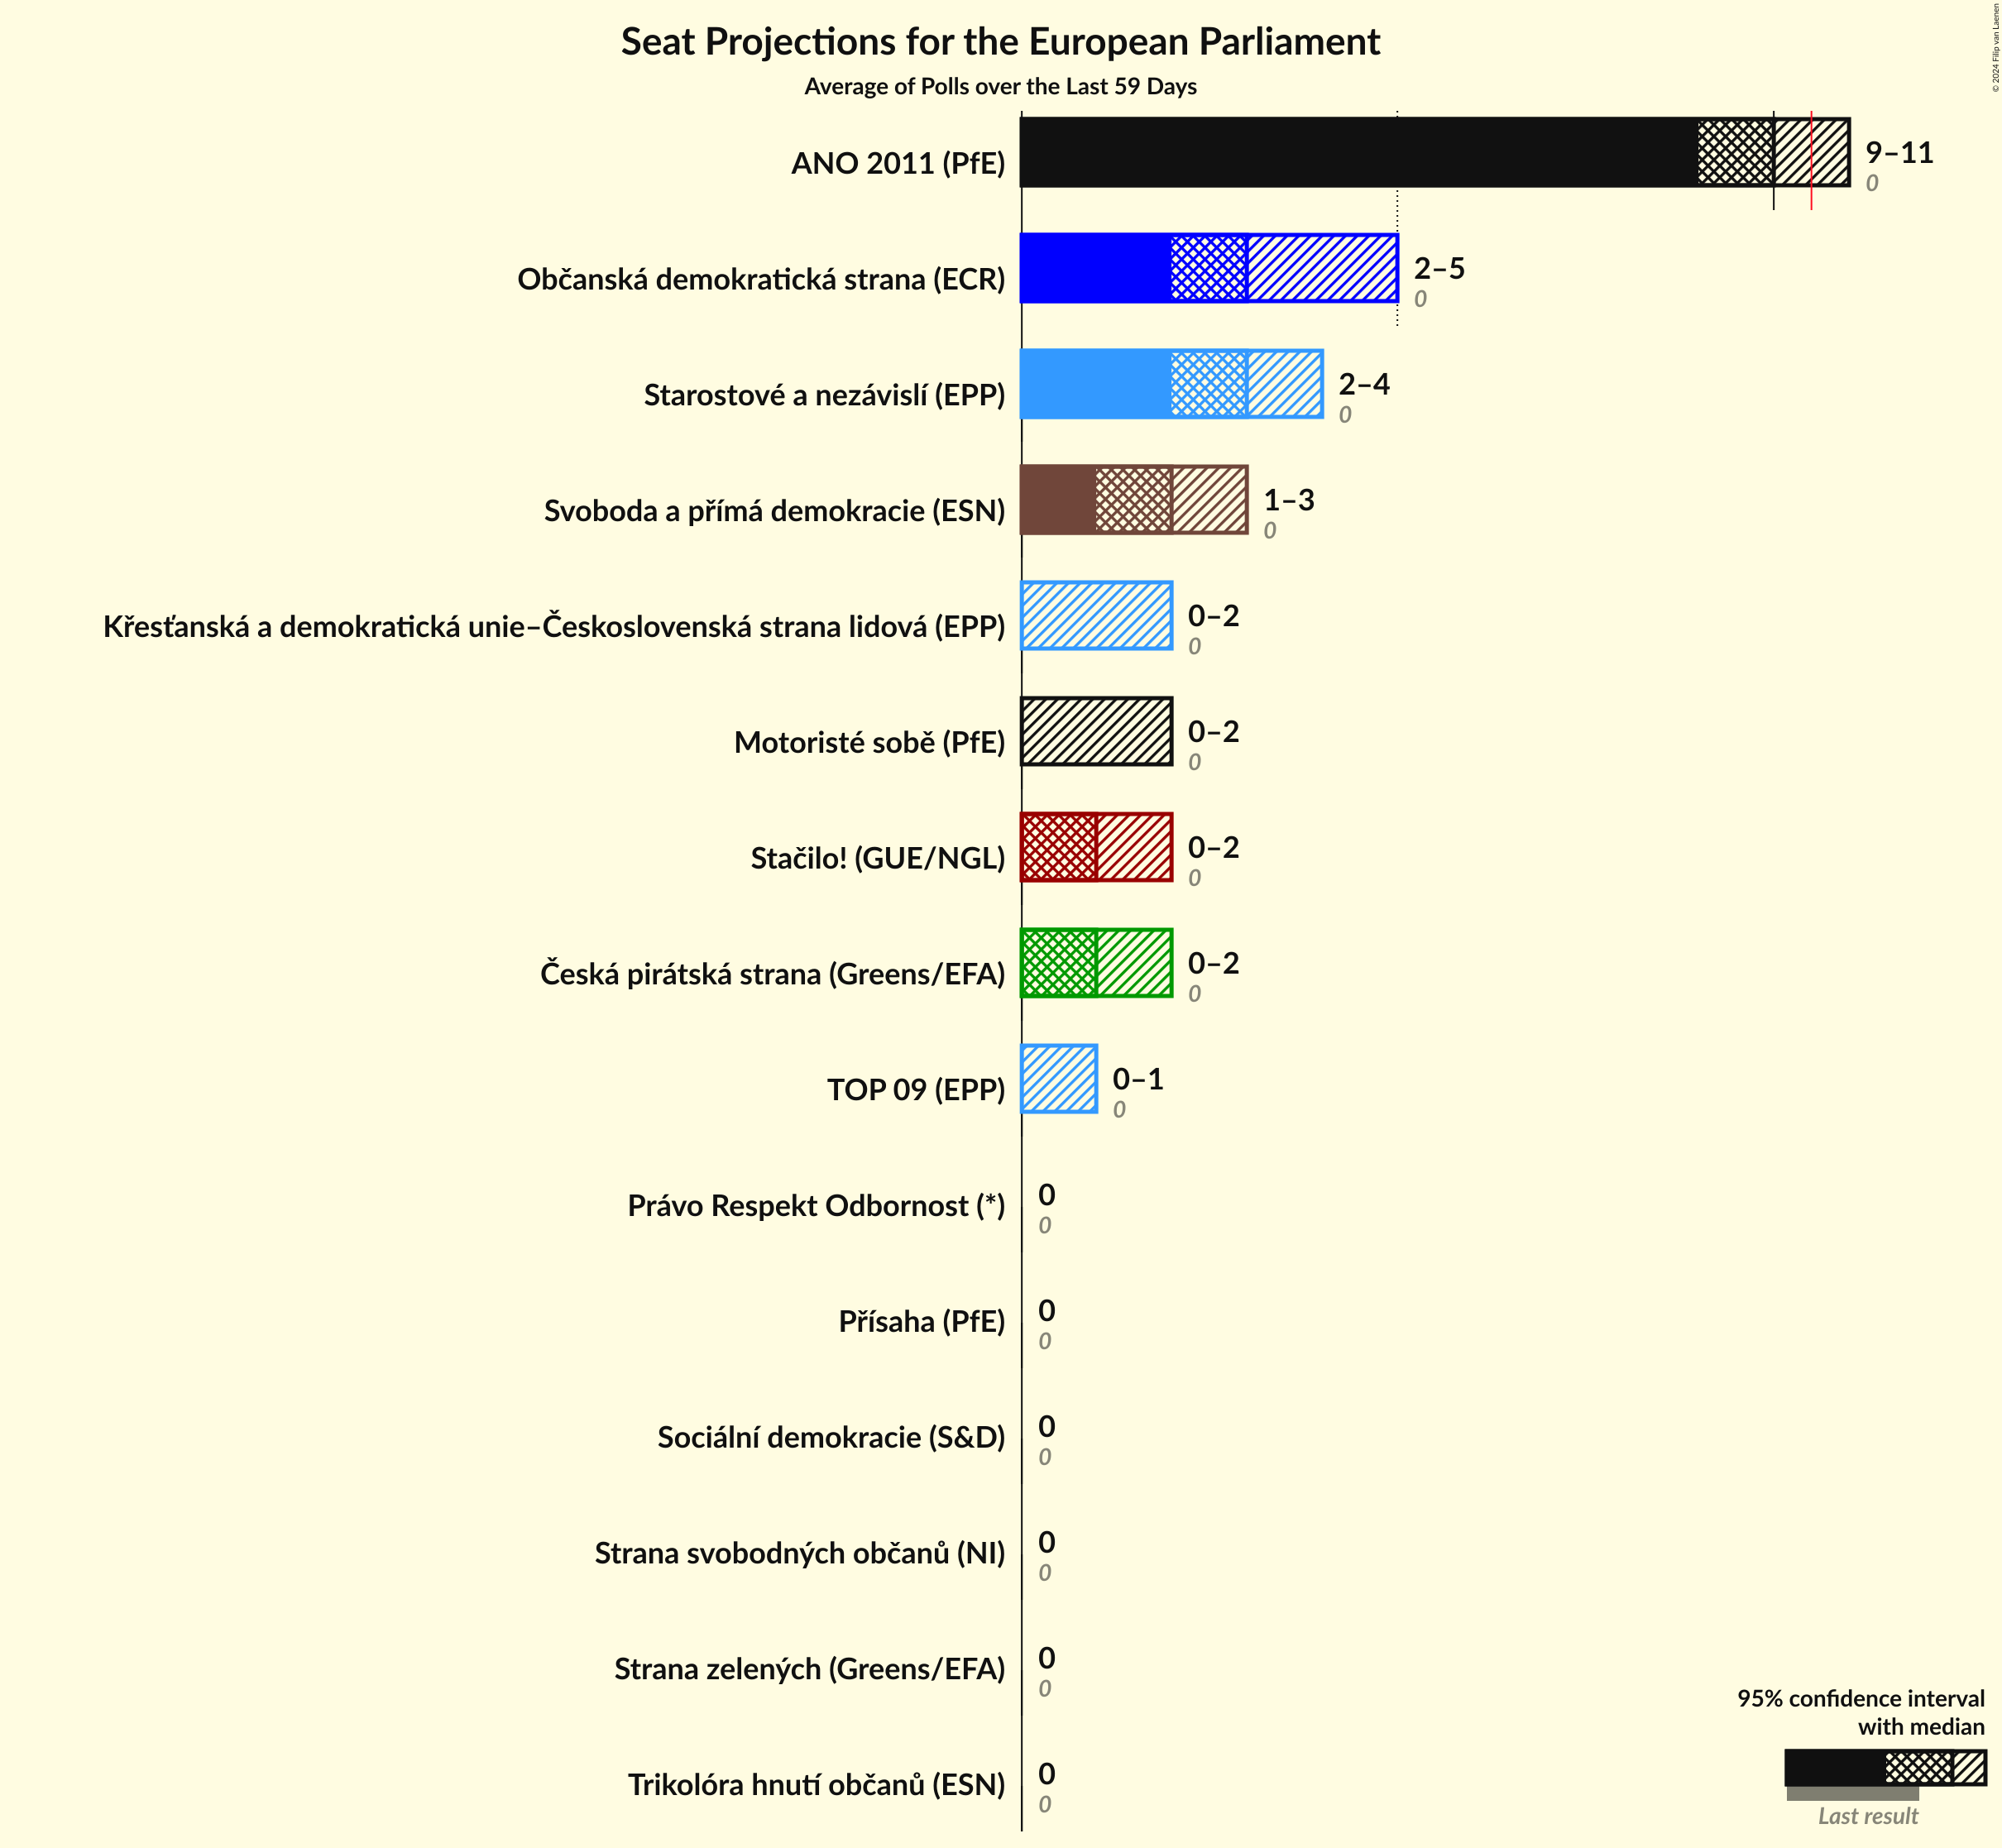 Seat Projections for the European Parliament
Average of Polls over the Last 59 Days
© 2024 Filip van Laenen
ANO 2011 (PfE)
9–11
0
Občanská demokratická strana (ECR)
2–5
0
Starostové a nezávislí (EPP)
2–4
0
Svoboda a přímá demokracie (ESN)
1–3
0
Křesťanská a demokratická unie–Československá strana lidová (EPP)
0–2
0
Motoristé sobě (PfE)
0–2
0
Stačilo! (GUE/NGL)
0–2
0
Česká pirátská strana (Greens/EFA)
0–2
0
TOP 09 (EPP)
0–1
0
Právo Respekt Odbornost (*)
0
0
Přísaha (PfE)
0
0
Sociální demokracie (S&D)
0
0
Strana svobodných občanů (NI)
0
0
Strana zelených (Greens/EFA)
0
0
Trikolóra hnutí občanů (ESN)
0
0
95% confidence interval
with median
Last result